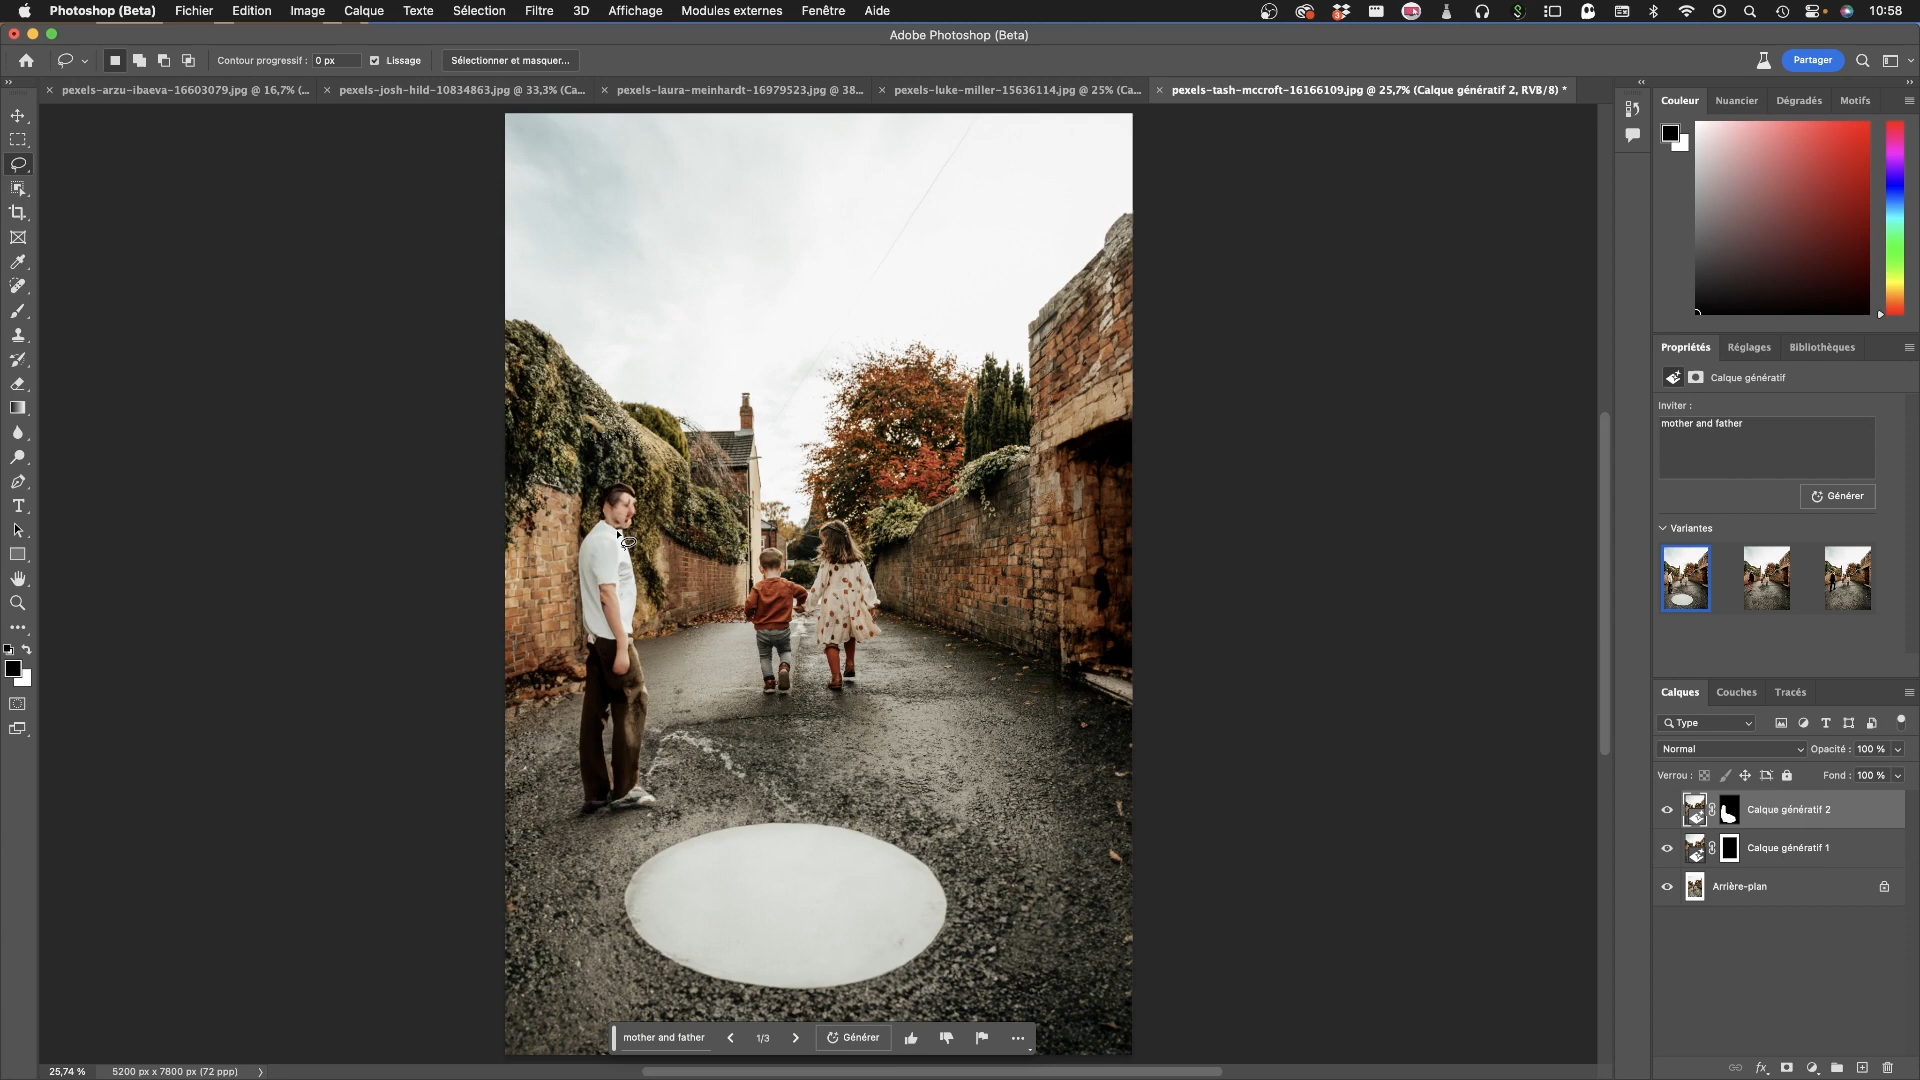 Photoshop (Beta) Fichier Edition Image Calque Texte Sélection Filtre 3D Affichage Modules externes Fenêtre Aide 3 10:58
Adobe Photoshop (Beta)
Contour progressif : 0 px Lissage Sélectionner et masquer... Partager
pexels-arzu-ibaeva-16603079.jpg @ 16,7% (... pexels-josh-hild-10834863.jpg @ 33,3% (Ca... pexels-laura-meinhardt-16979523.jpg @ 38... pexels-luke-miller-15636114.jpg @ 25% (Ca... pexels-tash-mccroft-16166109.jpg @ 25,7% (Calque génératif 2, RVB/8) *
Couleur Nuancier Dégradés Motifs
Propriétés Réglages Bibliothèques
Calque génératif
Inviter :
mother and father
Générer
Variantes
Calques Couches Tracés
Type
Normal Opacité : 100 %
Verrou : Fond : 100 %
Calque génératif 2
Calque génératif 1
Arrière-plan
mother and father 1/3 Générer
25,74 % 5200 px x 7800 px (72 ppp)